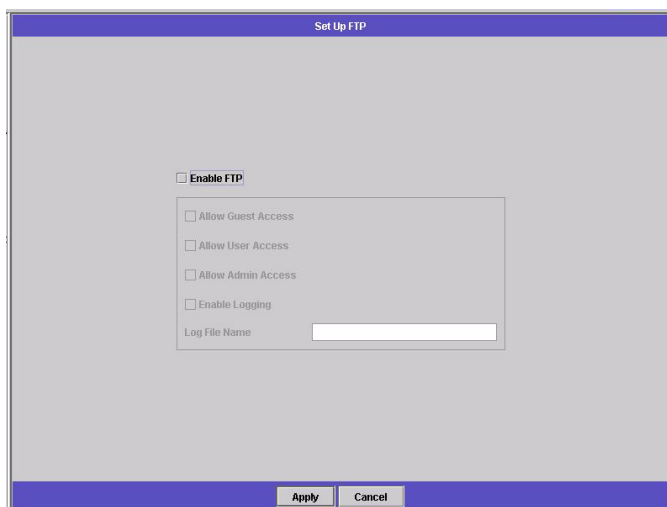 Set Up FTP
Enable FTP
Allow Guest Access
Allow User Access
Allow Admin Access
Enable Logging
Log File Name
Apply Cancel